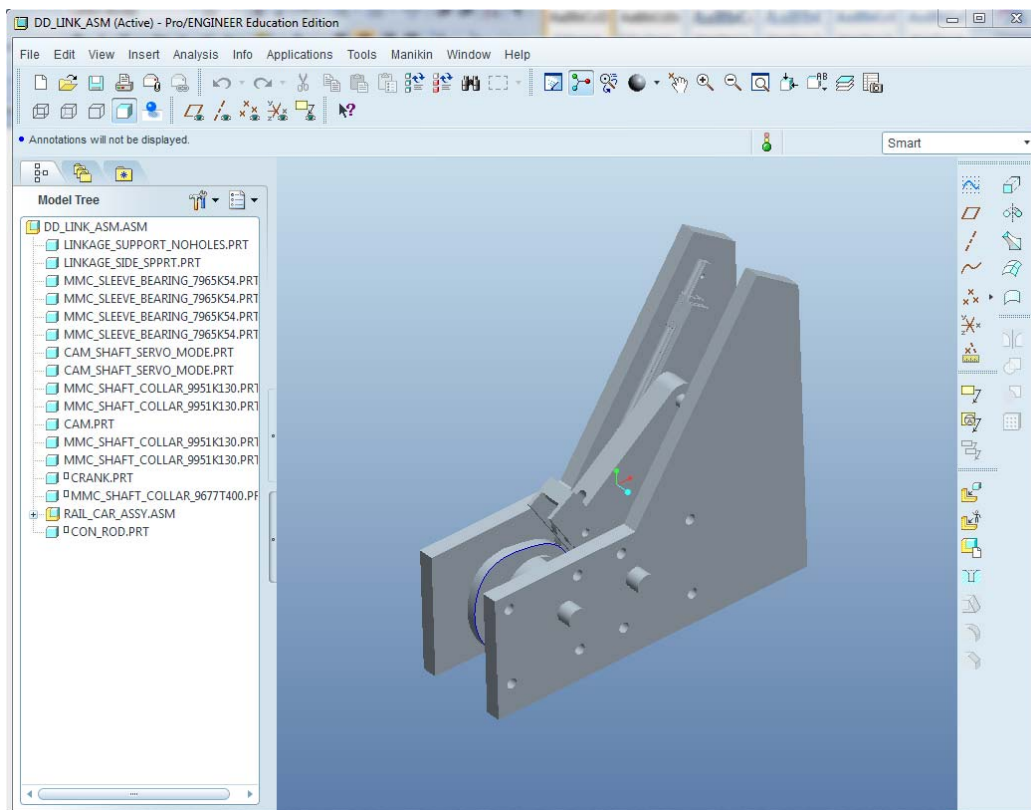 DD_LINK_ASM (Active) - Pro/ENGINEER Education Edition
File Edit View Insert Analysis Info Applications Tools Manikin Window Help
Annotations will not be displayed.
Smart
Model Tree
DD_LINK_ASM.ASM
LINKAGE_SUPPORT_NOHOLES.PRT
LINKAGE_SIDE_SPPRT.PRT
MMC_SLEEVE_BEARING_7965K54.PRT
MMC_SLEEVE_BEARING_7965K54.PRT
MMC_SLEEVE_BEARING_7965K54.PRT
MMC_SLEEVE_BEARING_7965K54.PRT
CAM_SHAFT_SERVO_MODE.PRT
CAM_SHAFT_SERVO_MODE.PRT
MMC_SHAFT_COLLAR_9951K130.PRT
MMC_SHAFT_COLLAR_9951K130.PRT
CAM.PRT
MMC_SHAFT_COLLAR_9951K130.PRT
MMC_SHAFT_COLLAR_9951K130.PRT
CRANK.PRT
MMC_SHAFT_COLLAR_9677T400.PF
RAIL_CAR_ASSY.ASM
CON_ROD.PRT